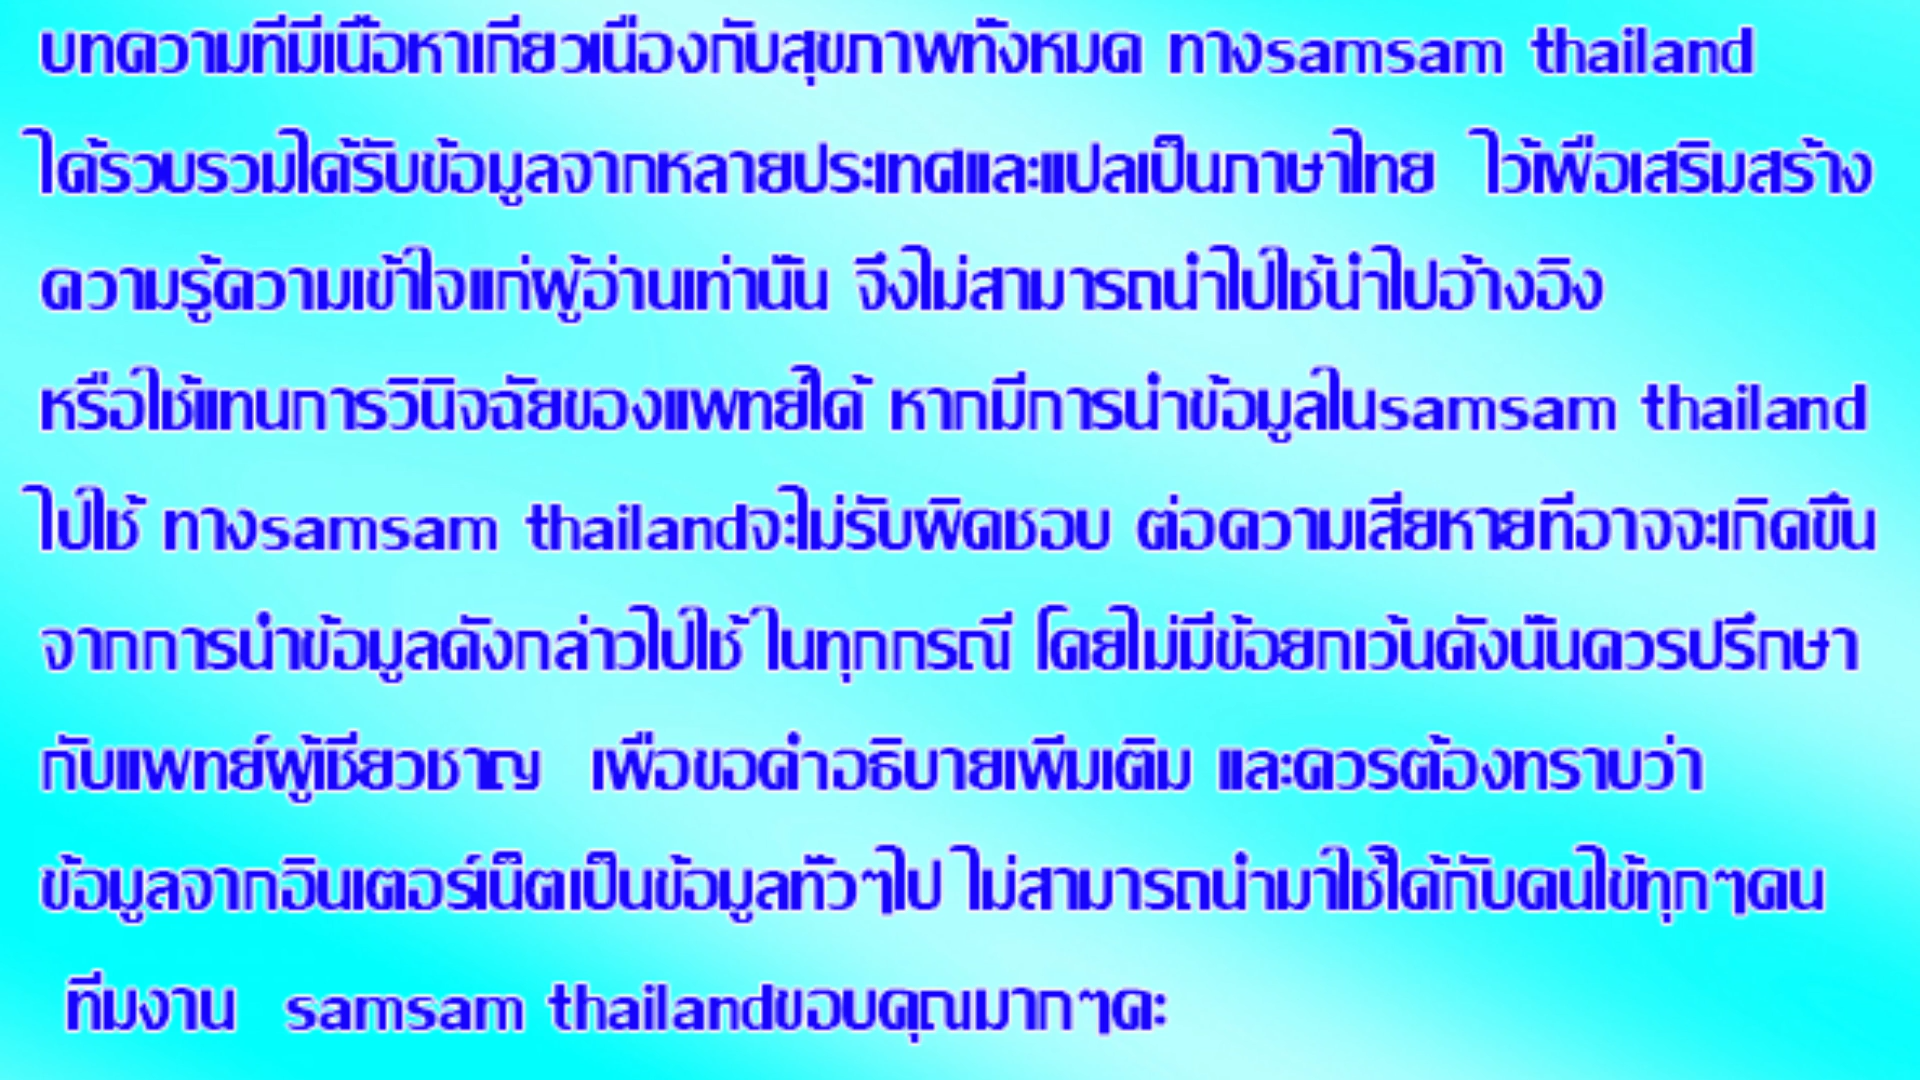 บทความที่มีเนื้อหาเกี่ยวเนื่องกับสุขภาพทั้งหมด ทางsamsam thailand
ได้รวบรวมได้รับข้อมูลจากหลายประเทศและแปลเป็นภาษาไทย ไว้เพื่อเสริมสร้าง
ความรู้ความเข้าใจแก่ผู้อ่านเท่านั้น จึงไม่สามารถนำไปใช้นำไปอ้างอิง
หรือใช้แทนการวินิจฉัยของแพทย์ได้ หากมีการนำข้อมูลในsamsam thailand
ไปใช้ ทางsamsam thailandจะไม่รับผิดชอบ ต่อความเสียหายที่อาจจะเกิดขึ้น
จากการนำข้อมูลดังกล่าวไปใช้ ในทุกกรณี โดยไม่มีข้อยกเว้นดังนั้นควรปรึกษา
กับแพทย์ผู้เชี่ยวชาญ เพื่อขอคำอธิบายเพิ่มเติม และควรต้องทราบว่า
ข้อมูลจากอินเตอร์เน็ตเป็นข้อมูลทั่วๆไป ไม่สามารถนำมาใช้ได้กับคนไข้ทุกๆคน
ทีมงาน samsam thailandขอบคุณมากๆคะ